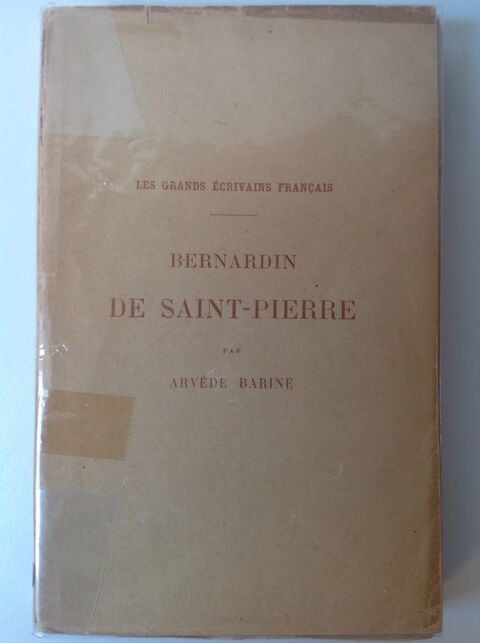 LES GRANDS ÉCRIVAINS FRANÇAIS
BERNARDIN
DE SAINT-PIERRE
PAR
ARVÈDE BARINE